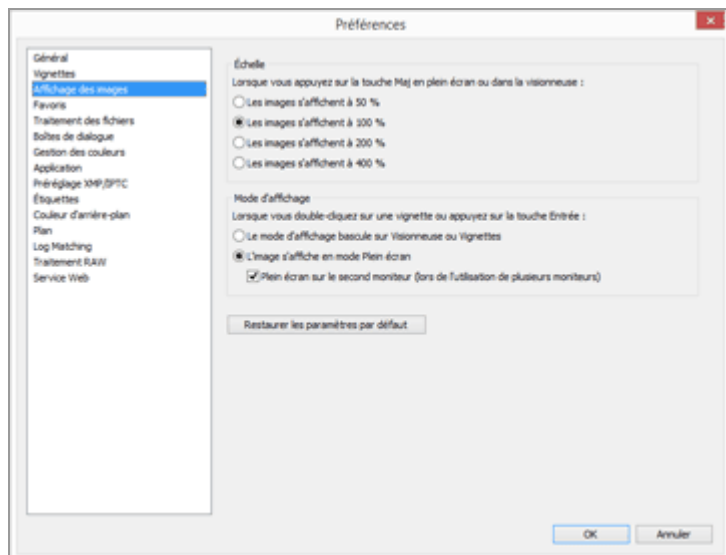 Préférences
Général
Vignettes
Affichage des images
Favoris
Traitement des fichiers
Boîtes de dialogue
Gestion des couleurs
Application
Préréglage XMP/IPTC
Étiquettes
Couleur d'arrière-plan
Plan
Log Matching
Traitement RAW
Service Web
Échelle
Lorsque vous appuyez sur la touche Maj en plein écran ou dans la visionneuse :
Les images s'affichent à 50 %
Les images s'affichent à 100 %
Les images s'affichent à 200 %
Les images s'affichent à 400 %
Mode d'affichage
Lorsque vous double-cliquez sur une vignette ou appuyez sur la touche Entrée :
Le mode d'affichage bascule sur Visionneuse ou Vignettes
L'image s'affiche en mode Plein écran
Plein écran sur le second moniteur (lors de l'utilisation de plusieurs moniteurs)
Restaurer les paramètres par défaut
OK
Annuler